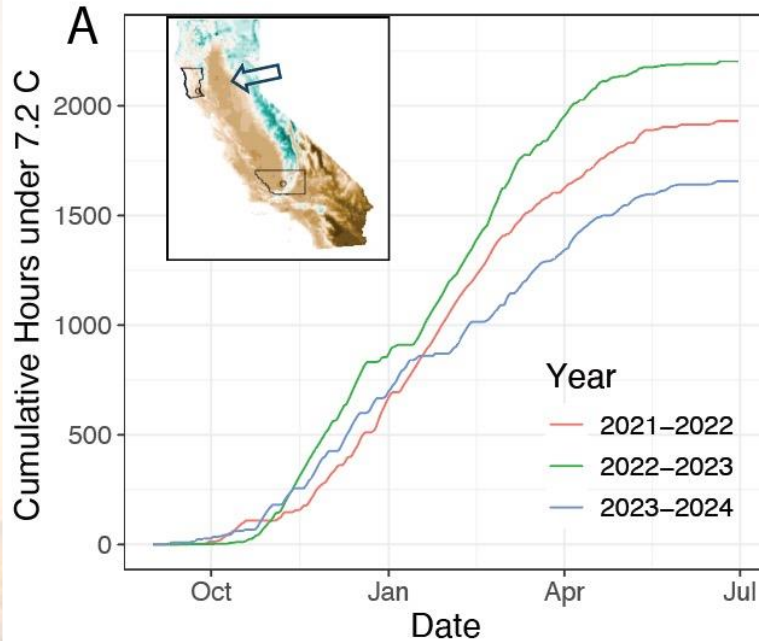 A
Cumulative Hours under 7.2 C
2000
1500
1000
500
0
Year
2021−2022
2022−2023
2023−2024
Oct
Jan
Apr
Jul
Date